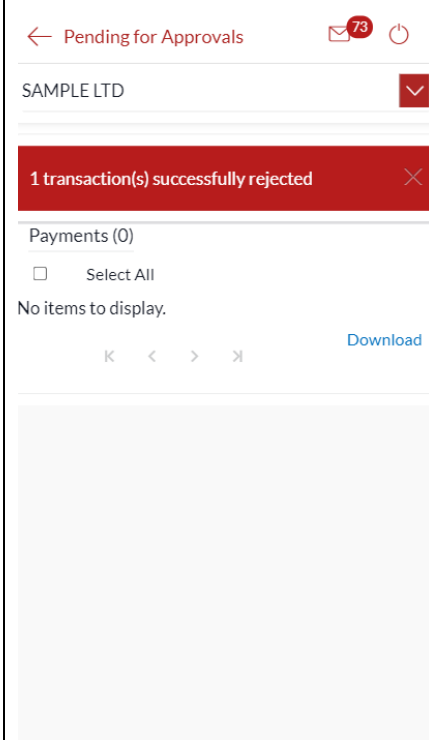 Pending for Approvals
73
SAMPLE LTD
1 transaction(s) successfully rejected
Payments (0)
Select All
No items to display.
Download